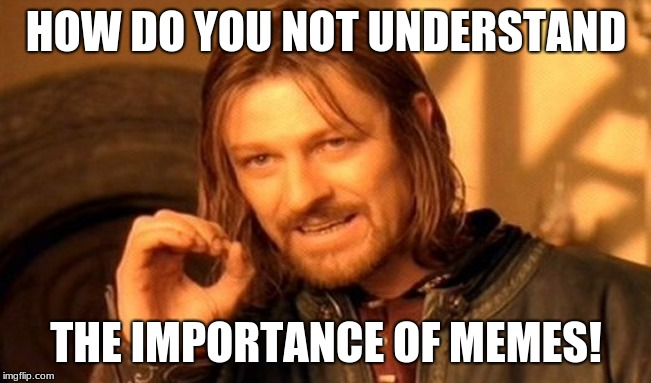 HOW DO YOU NOT UNDERSTAND
THE IMPORTANCE OF MEMES!
imgflip.com